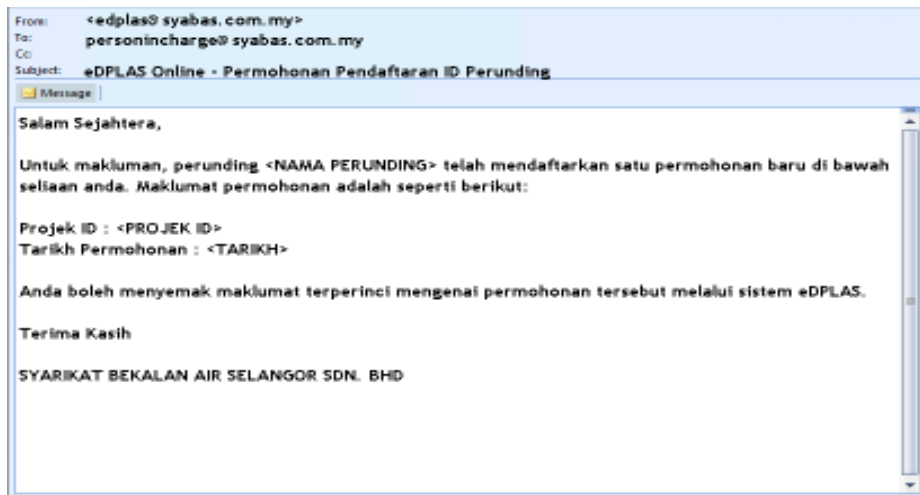 From: <edplas@ syabas.com.my>
To: personincharge@ syabas.com.my
Cc:
Subject: eDPLAS Online - Permohonan Pendaftaran ID Perunding
Message
Salam Sejahtera,
Untuk makluman, perunding <NAMA PERUNDING> telah mendaftarkan satu permohonan baru di bawah
seliaan anda. Maklumat permohonan adalah seperti berikut:
Projek ID : <PROJEK ID>
Tarikh Permohonan : <TARIKH>
Anda boleh menyemak maklumat terperinci mengenai permohonan tersebut melalui sistem eDPLAS.
Terima Kasih
SYARIKAT BEKALAN AIR SELANGOR SDN. BHD